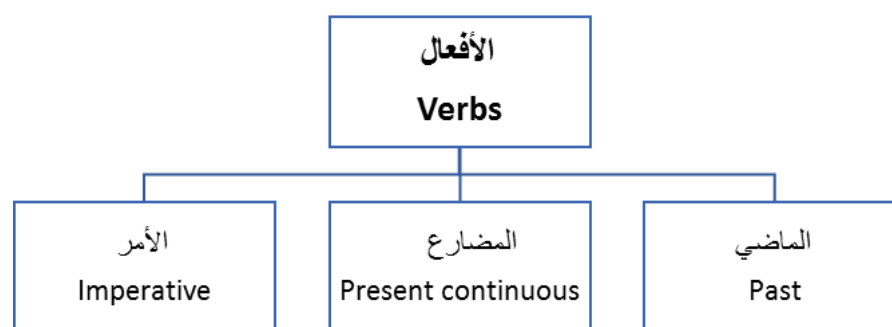 الأفعال
Verbs
الأمر
Imperative
المضارع
Present continuous
الماضي
Past